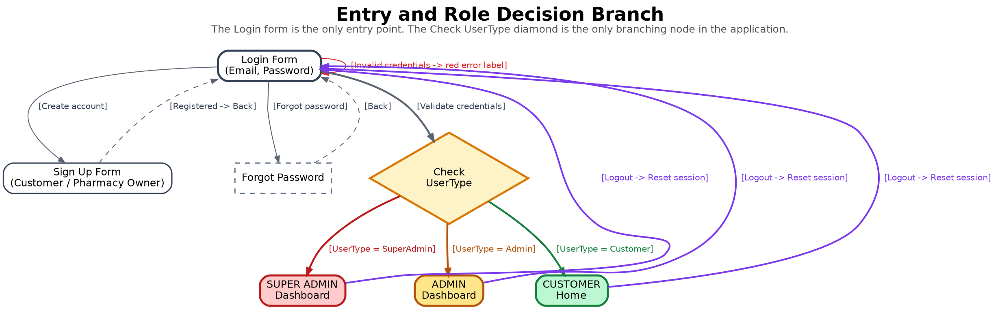 Entry and Role Decision Branch
The Login form is the only entry point. The Check UserType diamond is the only branching node in the application.
Login Form
(Email, Password)
[Invalid credentials -> red error label]
[Create account]
[Registered -> Back]
[Forgot password]
[Back]
[Validate credentials]
Sign Up Form
(Customer / Pharmacy Owner)
Forgot Password
Check
UserType
[Logout -> Reset session]
[Logout -> Reset session]
[Logout -> Reset session]
[UserType = SuperAdmin]
[UserType = Admin]
[UserType = Customer]
SUPER ADMIN
Dashboard
ADMIN
Dashboard
CUSTOMER
Home